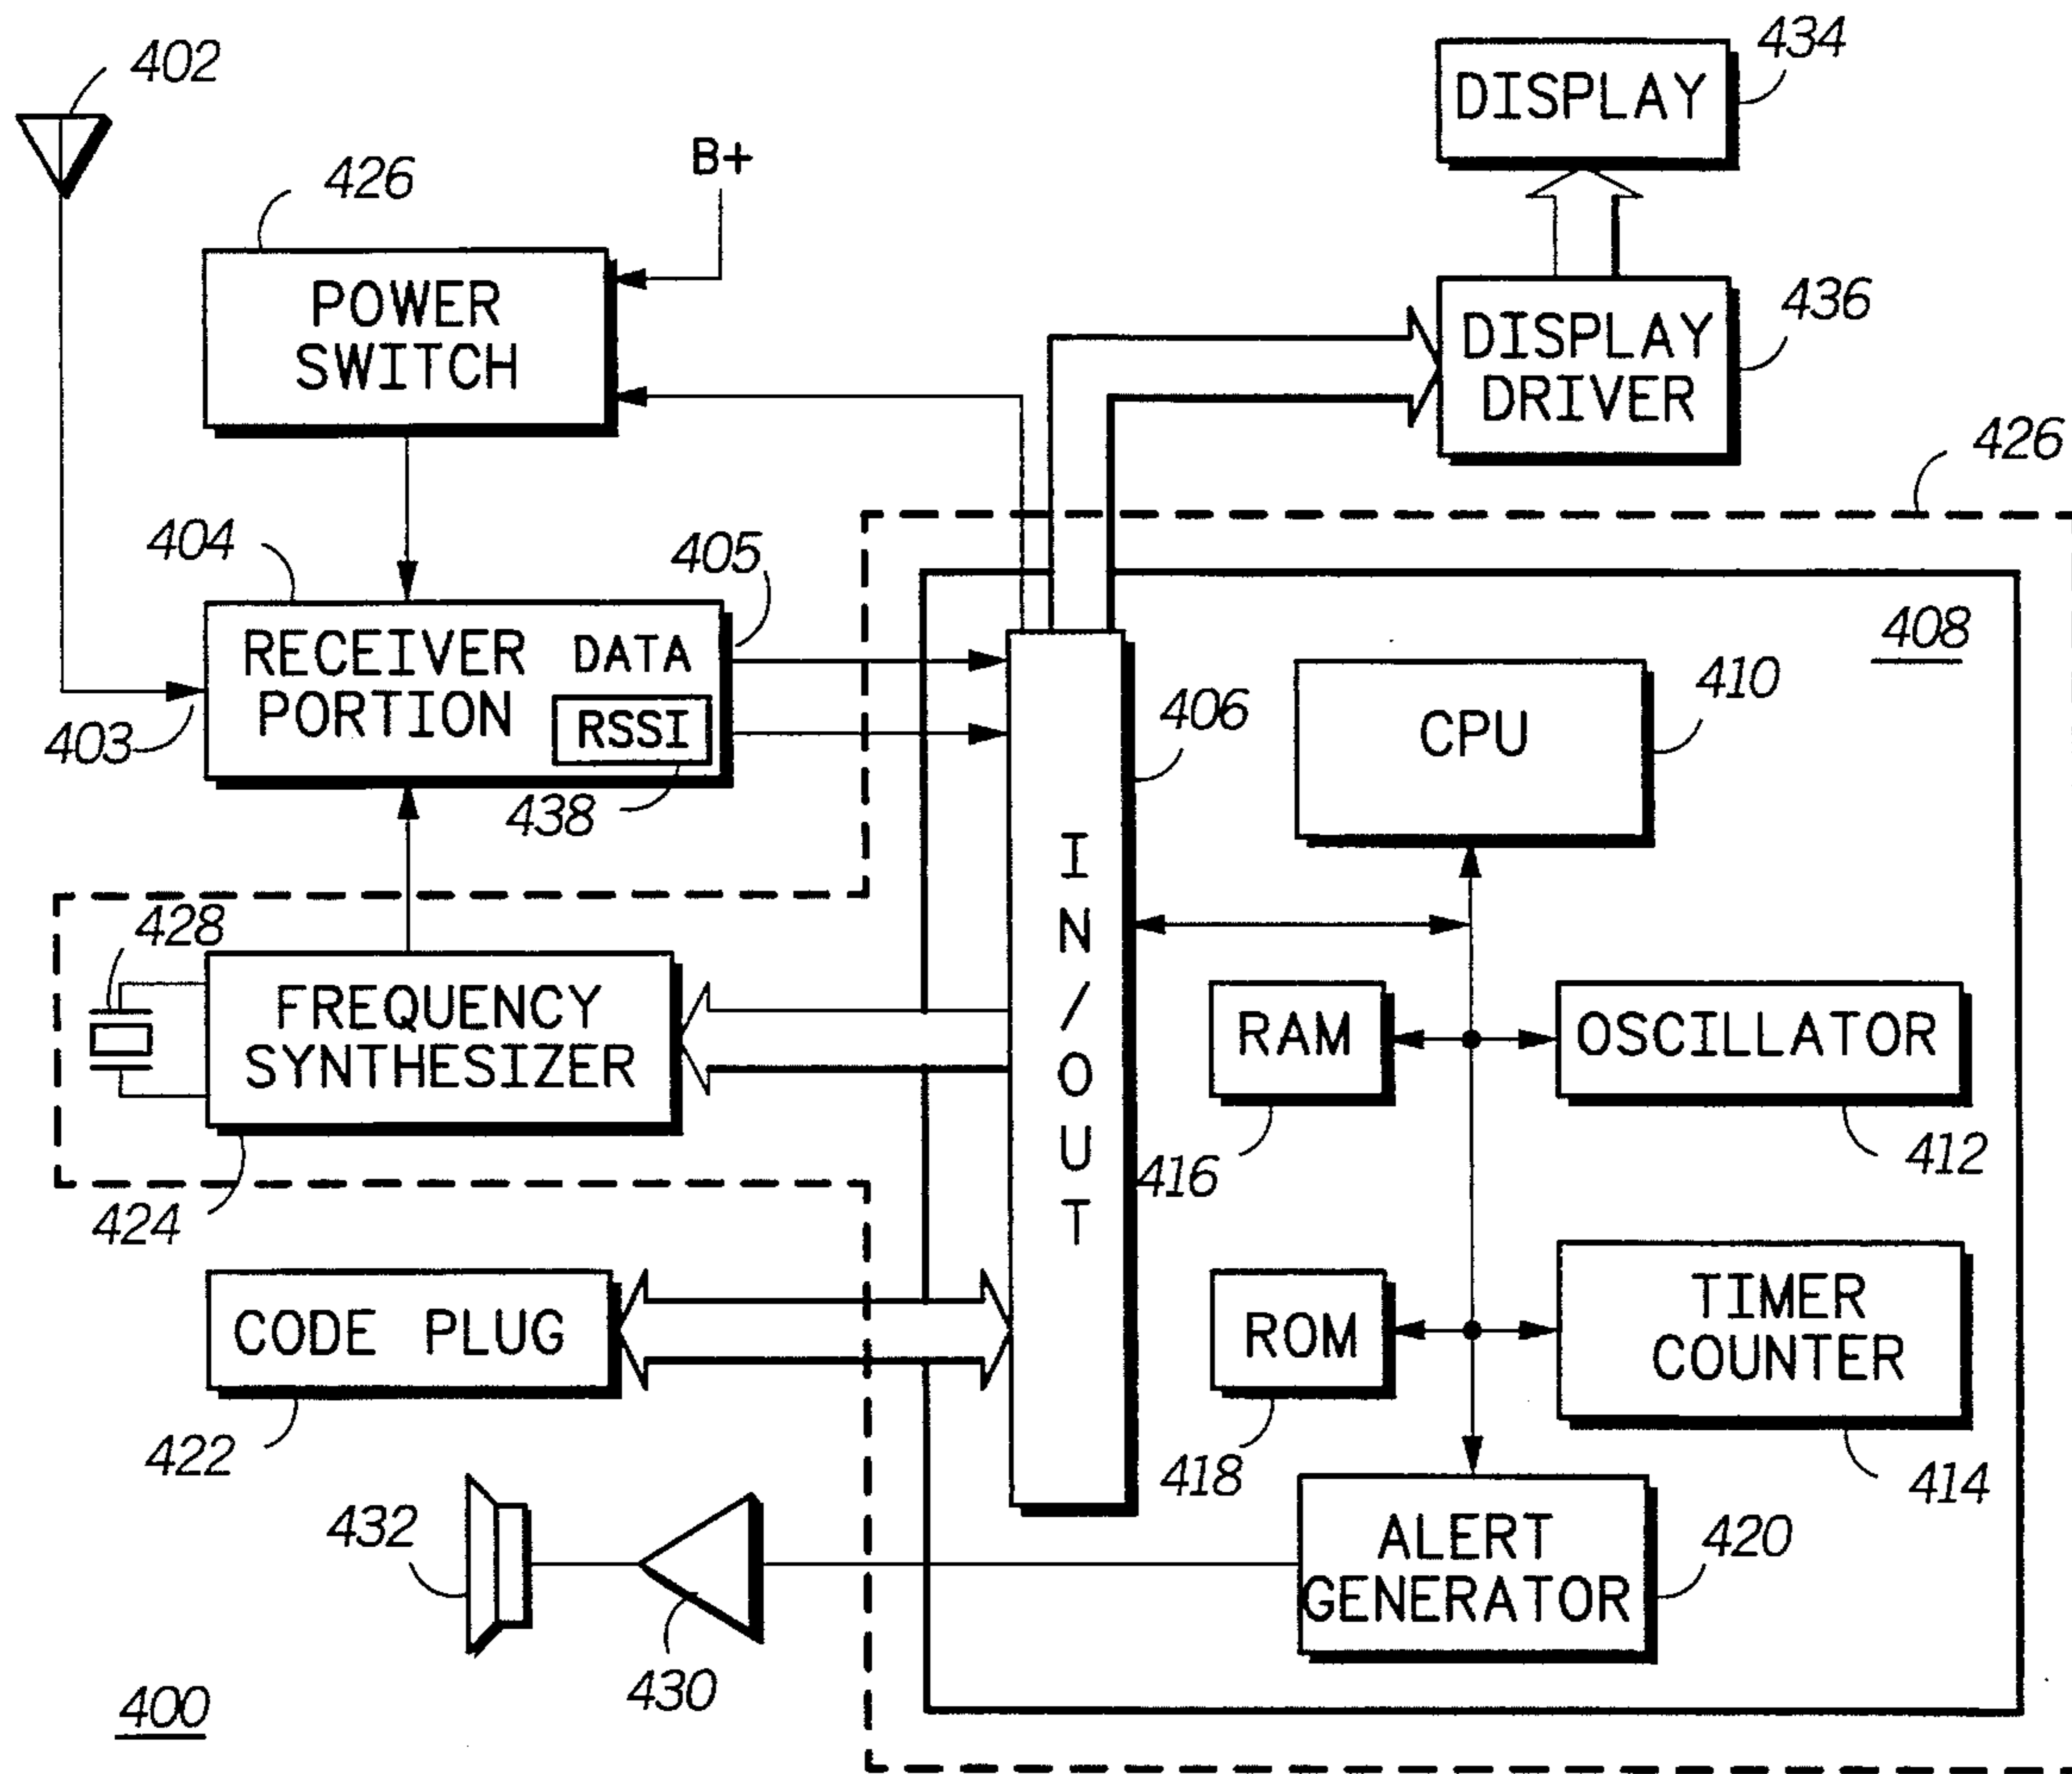 402
434
DISPLAY
B+
426
POWER
SWITCH
436
DISPLAY
DRIVER
426
404
405
408
RECEIVER
PORTION
DATA
RSSI
403
438
406
410
CPU
IN/OUT
428
FREQUENCY
SYNTHESIZER
424
RAM
416
OSCILLATOR
412
CODE PLUG
422
ROM
418
TIMER
COUNTER
414
432
430
ALERT
GENERATOR
420
400